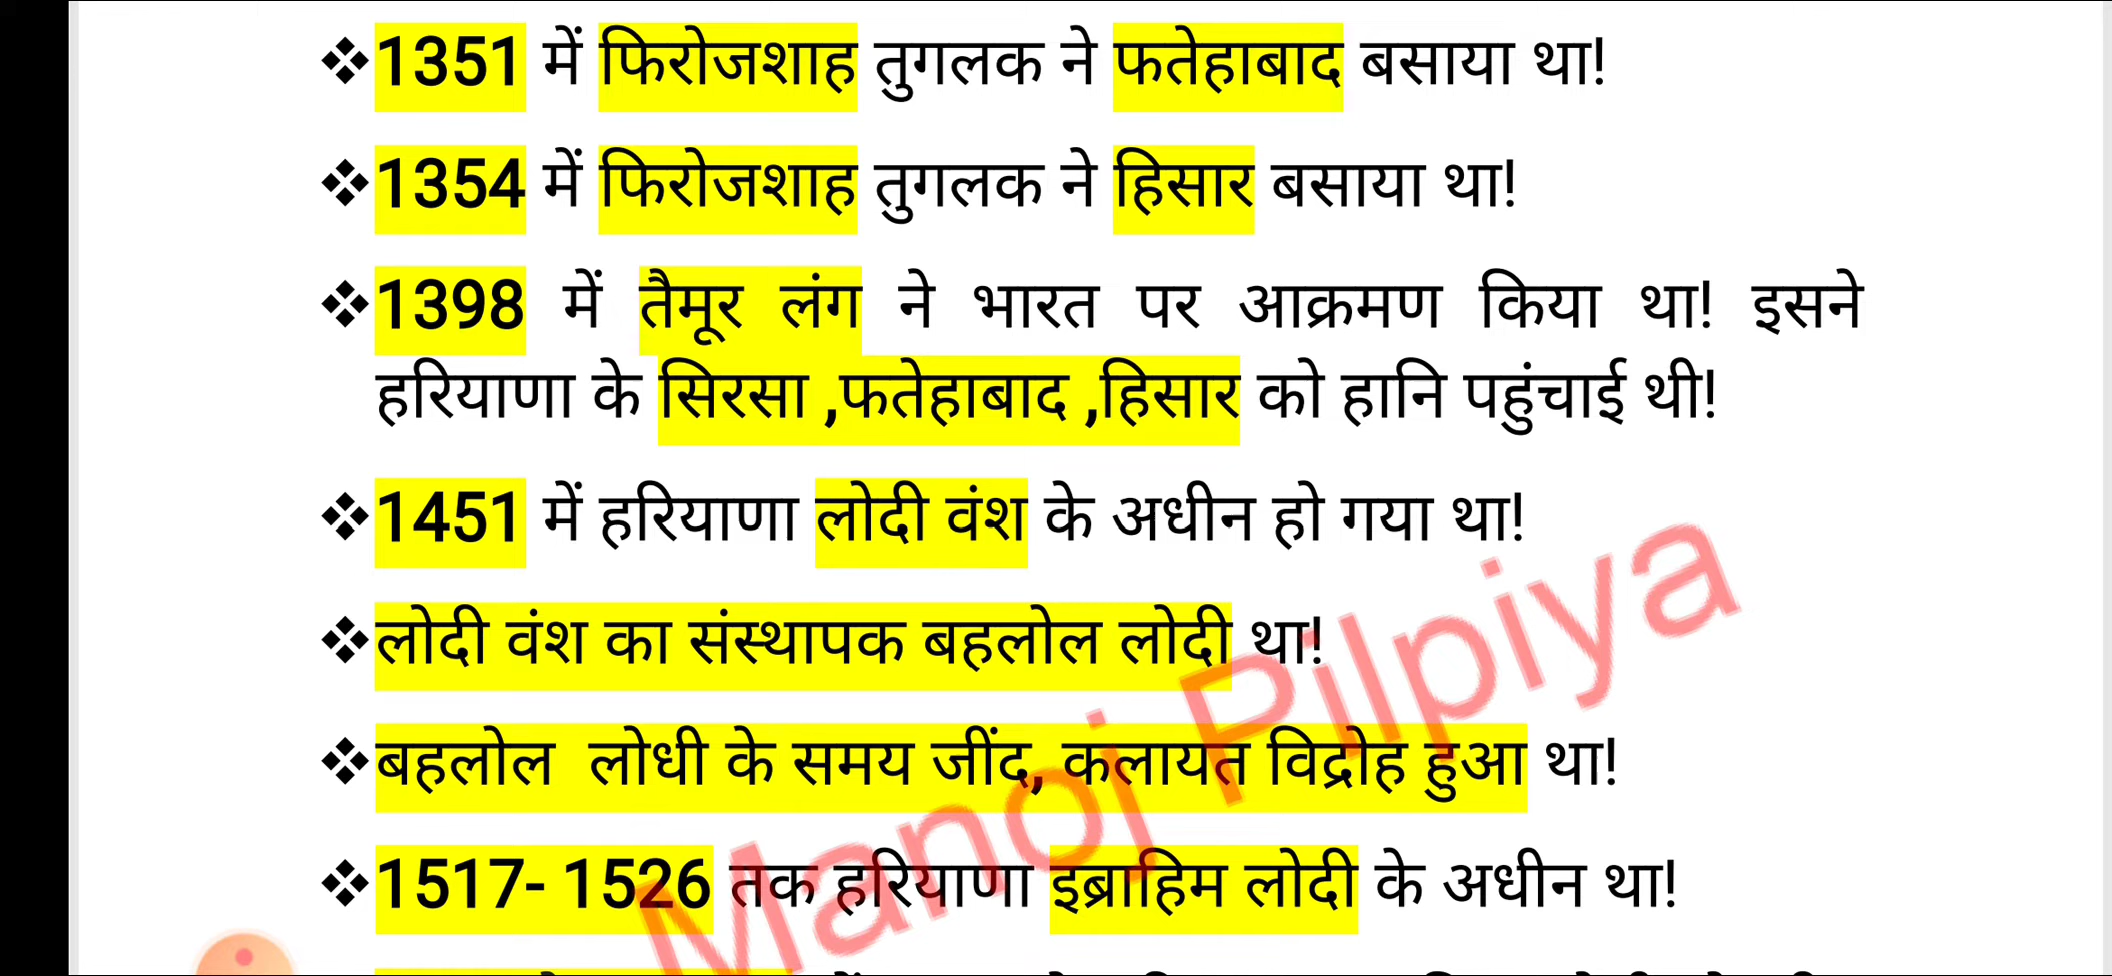 ❖1351 में फिरोजशाह तुगलक ने फतेहाबाद बसाया था!
❖1354 में फिरोजशाह तुगलक ने हिसार बसाया था!
❖1398 में तैमूर लंग ने भारत पर आक्रमण किया था! इसने
हरियाणा के सिरसा ,फतेहाबाद ,हिसार को हानि पहुंचाई थी!
❖1451 में हरियाणा लोदी वंश के अधीन हो गया था!
❖लोदी वंश का संस्थापक बहलोल लोदी था!
❖बहलोल लोधी के समय जींद, कलायत विद्रोह हुआ था!
❖1517- 1526 तक हरियाणा इब्राहिम लोदी के अधीन था!
Manoj Pilpiya